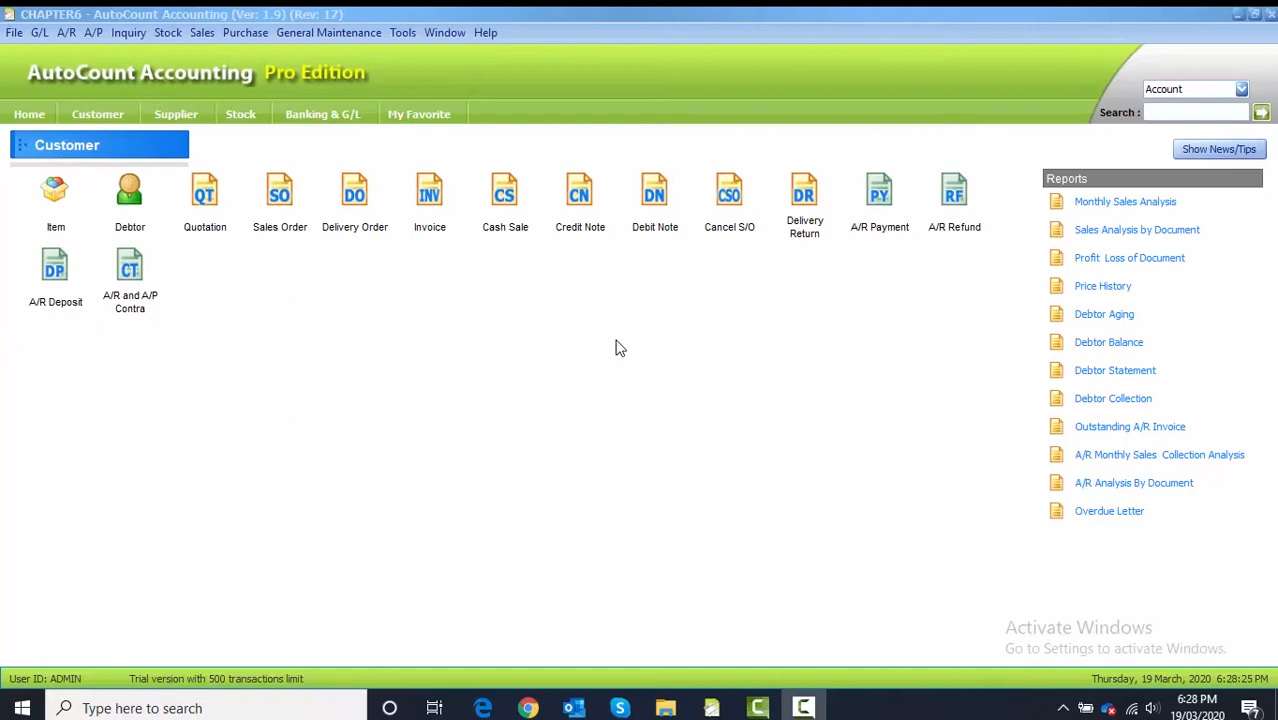 CHAPTER6 - AutoCount Accounting (Ver: 1.9) (Rev: 17)
File G/L A/R A/P Inquiry Stock Sales Purchase General Maintenance Tools Window Help
AutoCount Accounting Pro Edition
Account
Search :
Home Customer Supplier Stock Banking & G/L My Favorite
Customer
Show News/Tips
QT SO DO INV CS CN DN CSO DR PY RF
Item Debtor Quotation Sales Order Delivery Order Invoice Cash Sale Credit Note Debit Note Cancel S/O Delivery Return A/R Payment A/R Refund
DP CT
A/R Deposit A/R and A/P Contra
Reports
Monthly Sales Analysis
Sales Analysis by Document
Profit Loss of Document
Price History
Debtor Aging
Debtor Balance
Debtor Statement
Debtor Collection
Outstanding A/R Invoice
A/R Monthly Sales Collection Analysis
A/R Analysis By Document
Overdue Letter
Activate Windows
Go to Settings to activate Windows.
User ID: ADMIN Trial version with 500 transactions limit Thursday, 19 March, 2020 6:28:25 PM
Type here to search
6:28 PM
19/03/2020
7